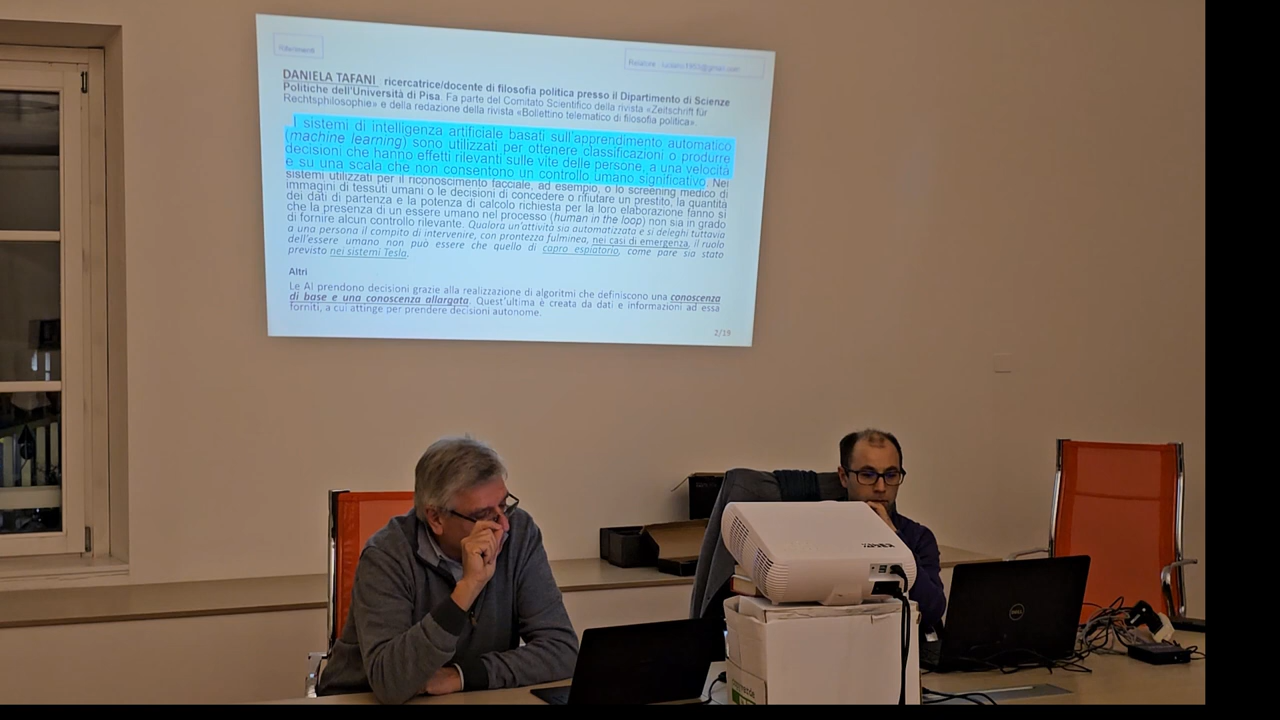 Riferimenti
DANIELA TAFANI ricercatrice/docente di filosofia politica presso il Dipartimento di Scienze
Politiche dell'Università di Pisa. Fa parte del Comitato Scientifico della rivista «Zeitschrift für
Rechtsphilosophie» e della redazione della rivista «Bollettino telematico di filosofia politica».
I sistemi di intelligenza artificiale basati sull'apprendimento automatico
(machine learning) sono utilizzati per ottenere classificazioni o produrre
decisioni che hanno effetti rilevanti sulle vite delle persone, a una velocità
e su una scala che non consentono un controllo umano significativo. Nei
sistemi utilizzati per il riconoscimento facciale, ad esempio, o lo screening medico di
immagini di tessuti umani o le decisioni di concedere o rifiutare un prestito, la quantità
dei dati di partenza e la potenza di calcolo richiesta per la loro elaborazione fanno sì
che la presenza di un essere umano nel processo (human in the loop) non sia in grado
di fornire alcun controllo rilevante. Qualora un'attività sia automatizzata e si deleghi tuttavia
a una persona il compito di intervenire, con prontezza fulminea, nei casi di emergenza, il ruolo
dell'essere umano non può essere che quello di capro espiatorio, come pare sia stato
previsto nei sistemi Tesla.
Altri
Le AI prendono decisioni grazie alla realizzazione di algoritmi che definiscono una conoscenza
di base e una conoscenza allargata. Quest'ultima è creata da dati e informazioni ad essa
forniti, a cui attinge per prendere decisioni autonome.
2/19
DELL